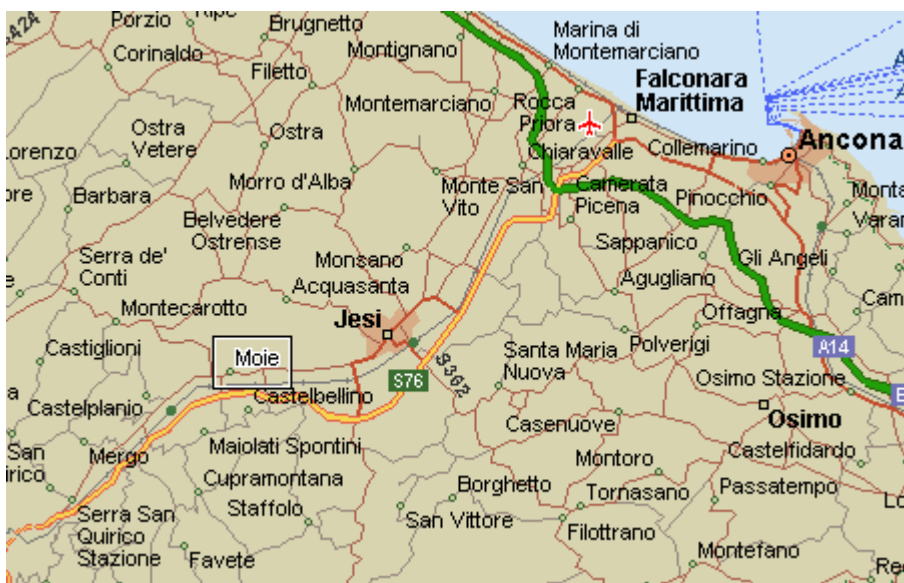 Porzio
Ripe
Brugnetto
Marina di
Montemarciano
Corinaldo
Montignano
Filetto
Falconara
Marittima
Montemarciano
Rocca
Priora
Ostra
Vetere
Ostra
Chiaravalle
Collemarino
Ancona
Barbara
Morro d'Alba
Monte San
Vito
Camerata
Picena
Pinocchio
Belvedere
Ostrense
Sappanico
Serra de'
Conti
Monsano
Gli Angeli
Acquasanta
Agugliano
Montecarotto
Jesi
Offagna
Castiglioni
Moie
Santa Maria
Nuova
Polverigi
A14
S76
S362
Castelbellino
Osimo Stazione
Castelplanio
Casenuove
Osimo
Maiolati Spontini
Castelfidardo
Mergo
Cupramontana
Montoro
Borghetto
Tornasano
Passatempo
Staffolo
San Vittore
Serra San
Quirico
Stazione
Filottrano
Favete
Montefano